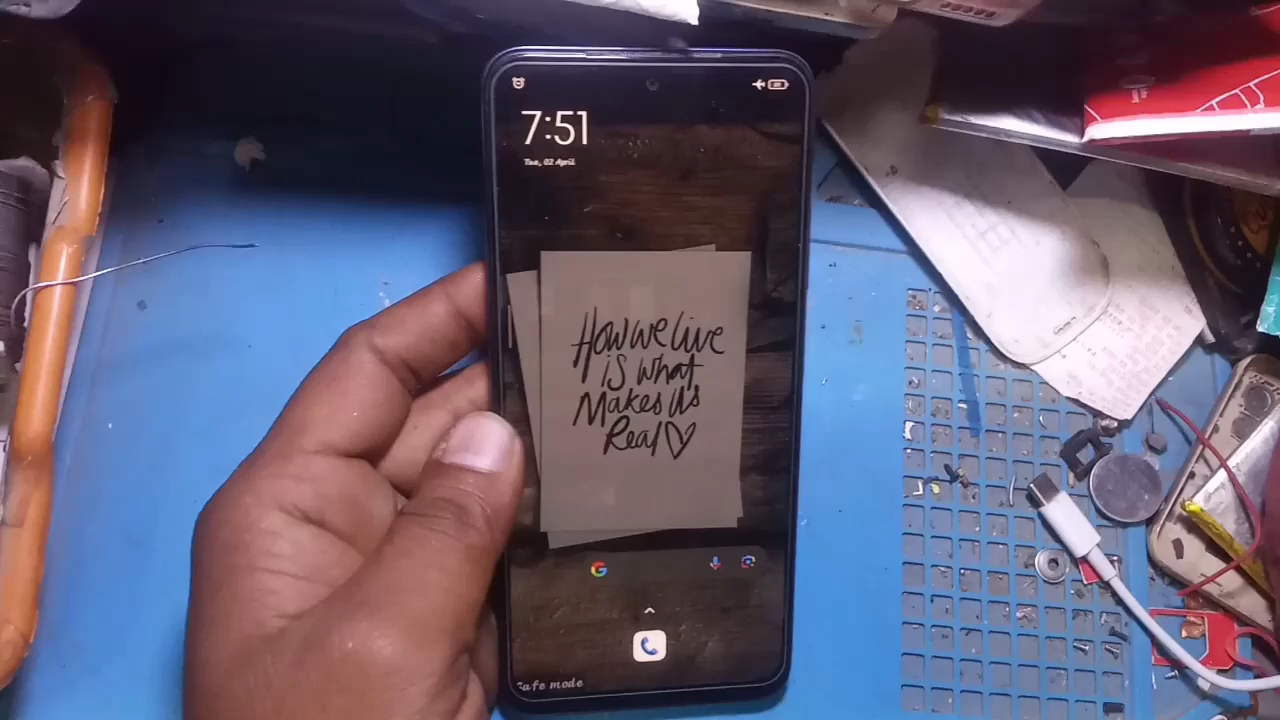 7:51
Tue, 02 April
How we live
is what
Makes us
Real
Safe mode